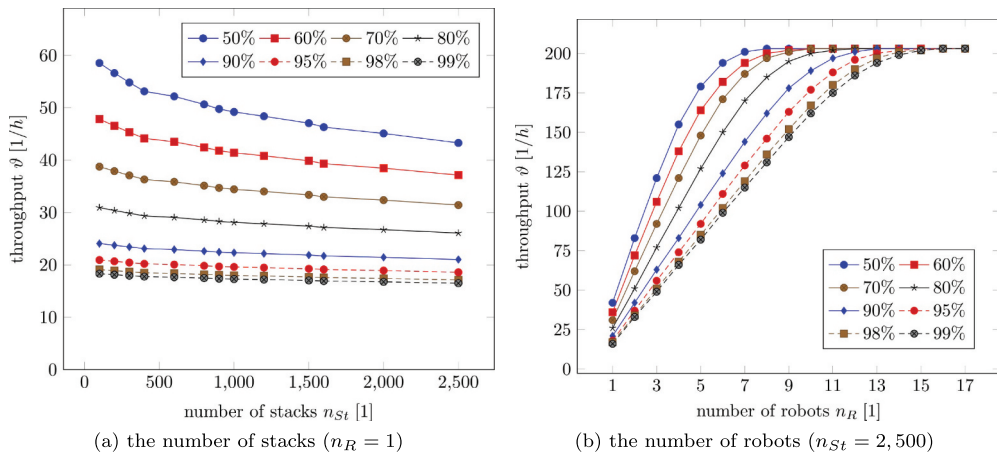 50% 60% 70% 80%
90% 95% 98% 99%
60
50
40
30
20
10
0
throughput ϑ [1/h]
0 500 1,000 1,500 2,000 2,500
number of stacks n_{St} [1]
(a) the number of stacks (n_R = 1)
200
175
150
125
100
75
50
25
0
throughput ϑ [1/h]
50% 60%
70% 80%
90% 95%
98% 99%
1 3 5 7 9 11 13 15 17
number of robots n_R [1]
(b) the number of robots (n_{St} = 2,500)